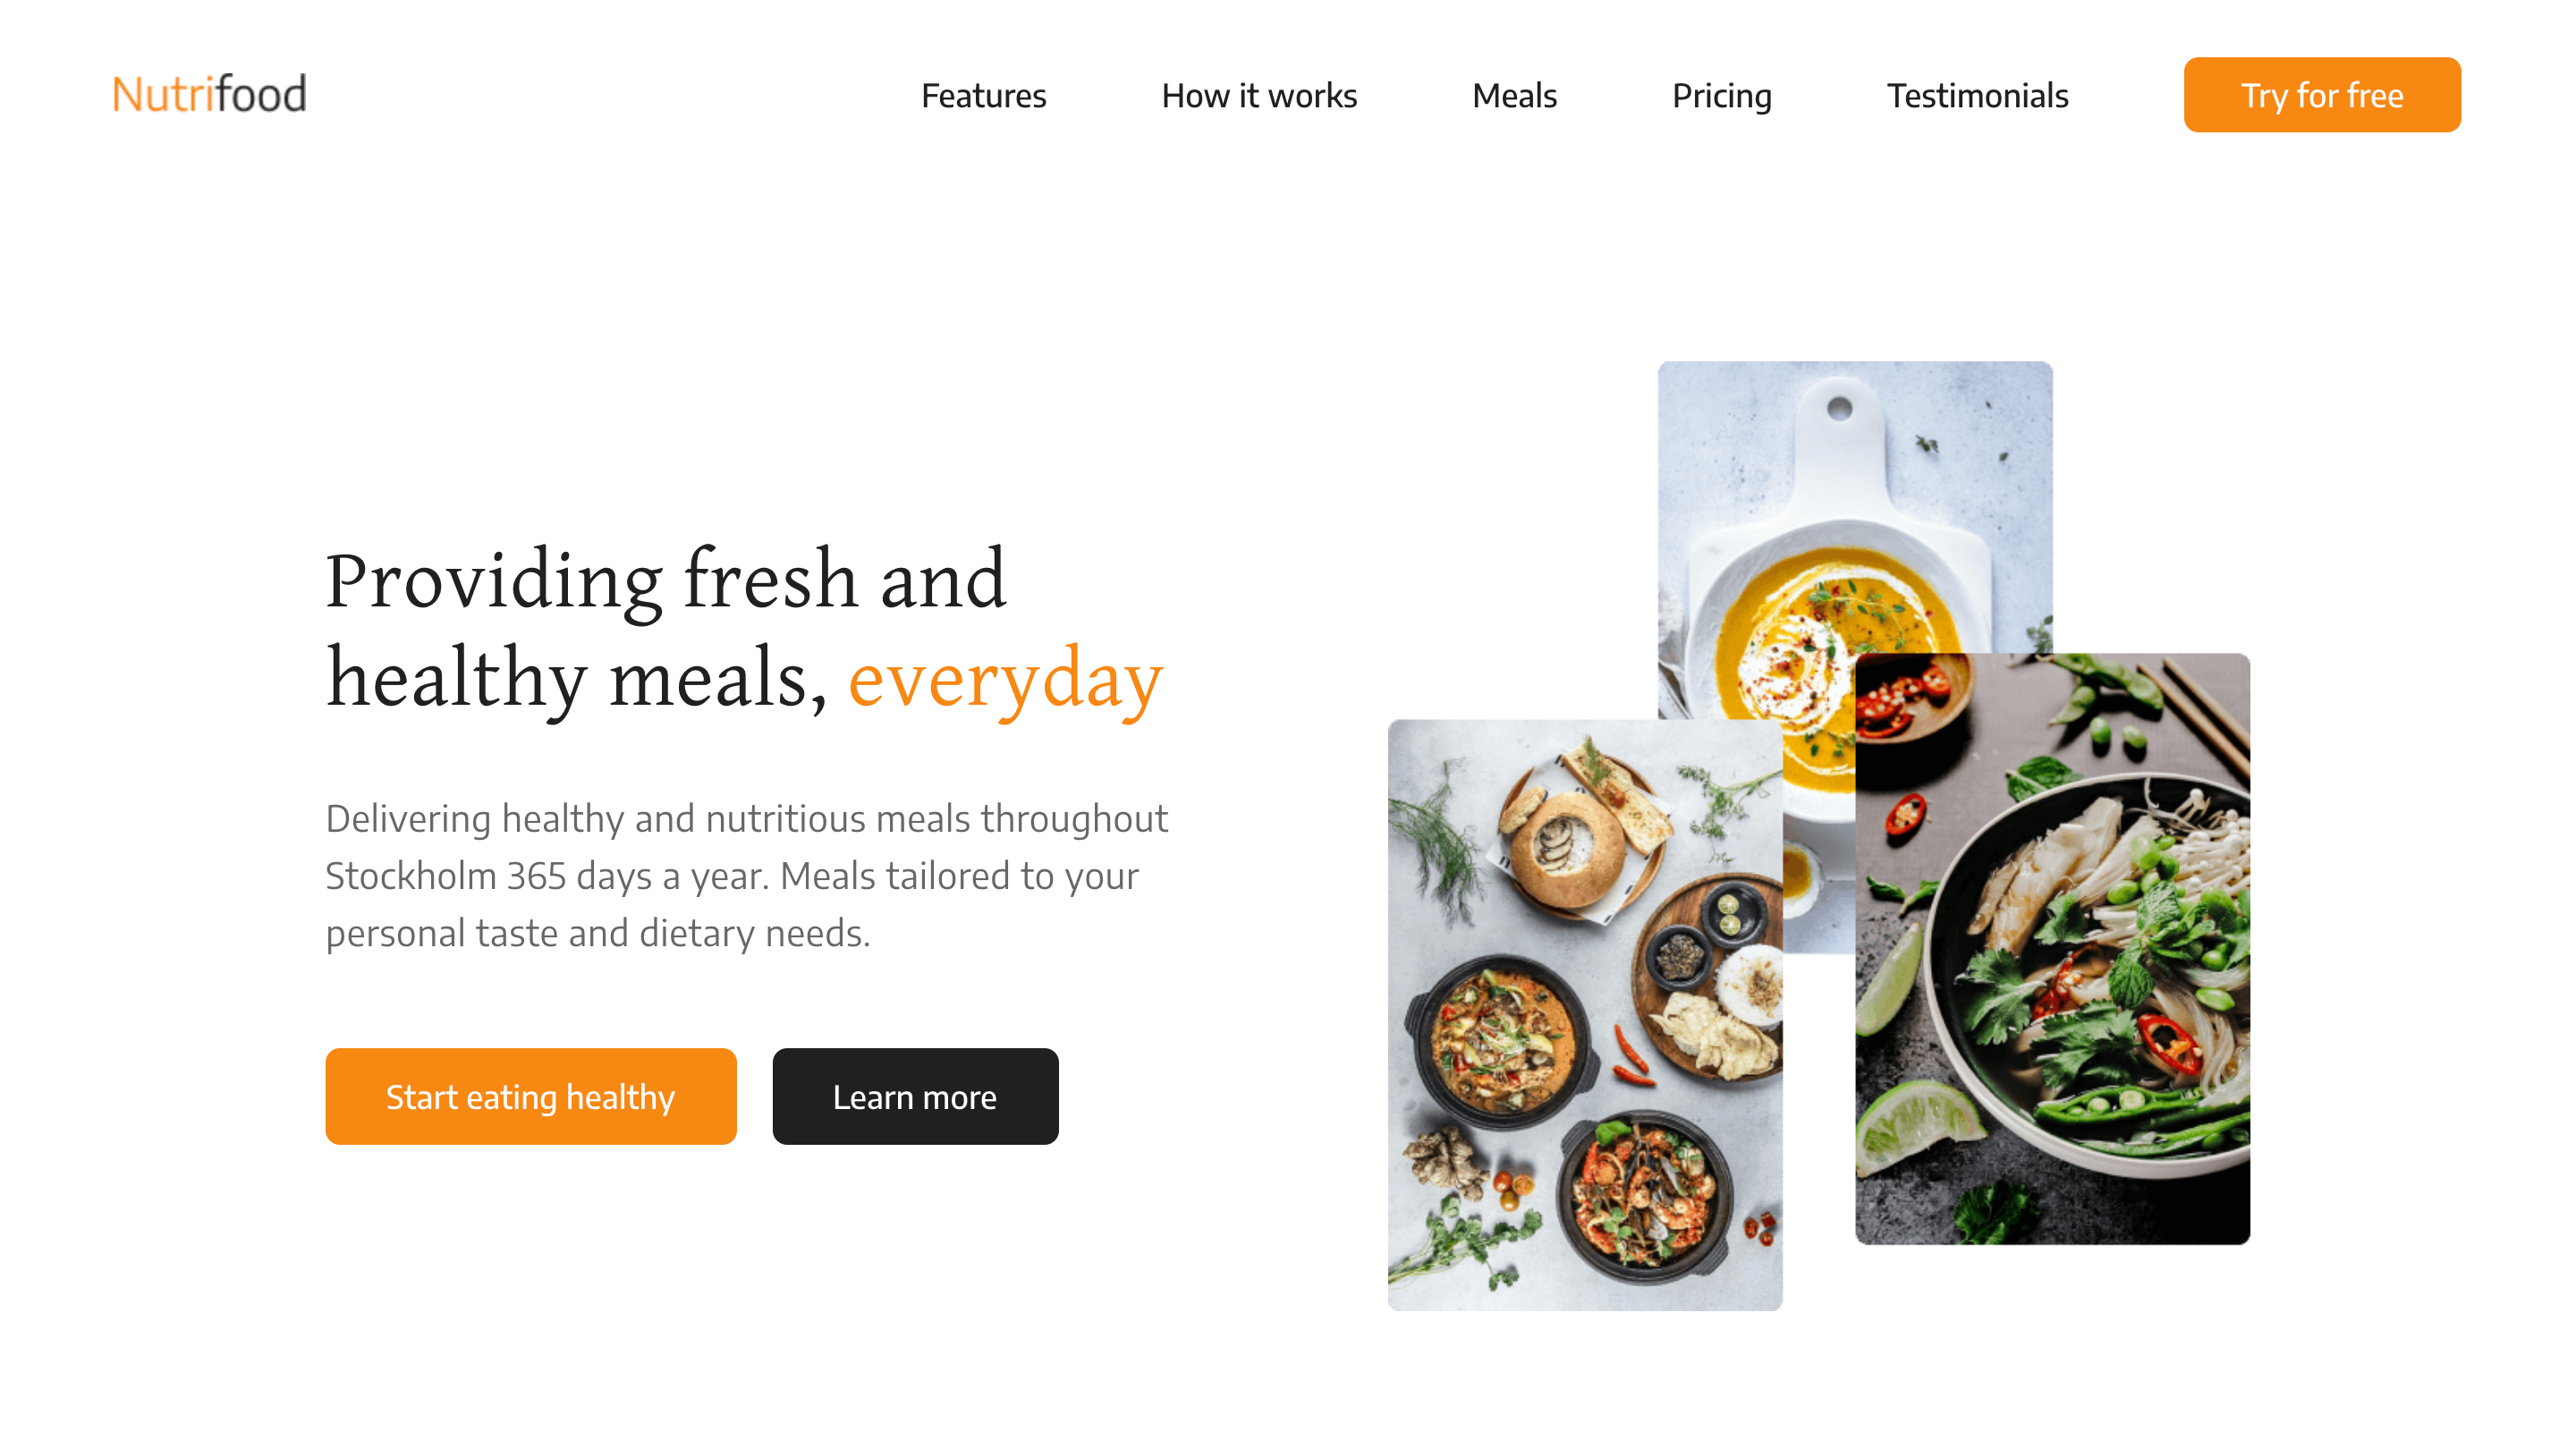 Nutrifood
Features
How it works
Meals
Pricing
Testimonials
Try for free
Providing fresh and
healthy meals, everyday
Delivering healthy and nutritious meals throughout
Stockholm 365 days a year. Meals tailored to your
personal taste and dietary needs.
Start eating healthy
Learn more